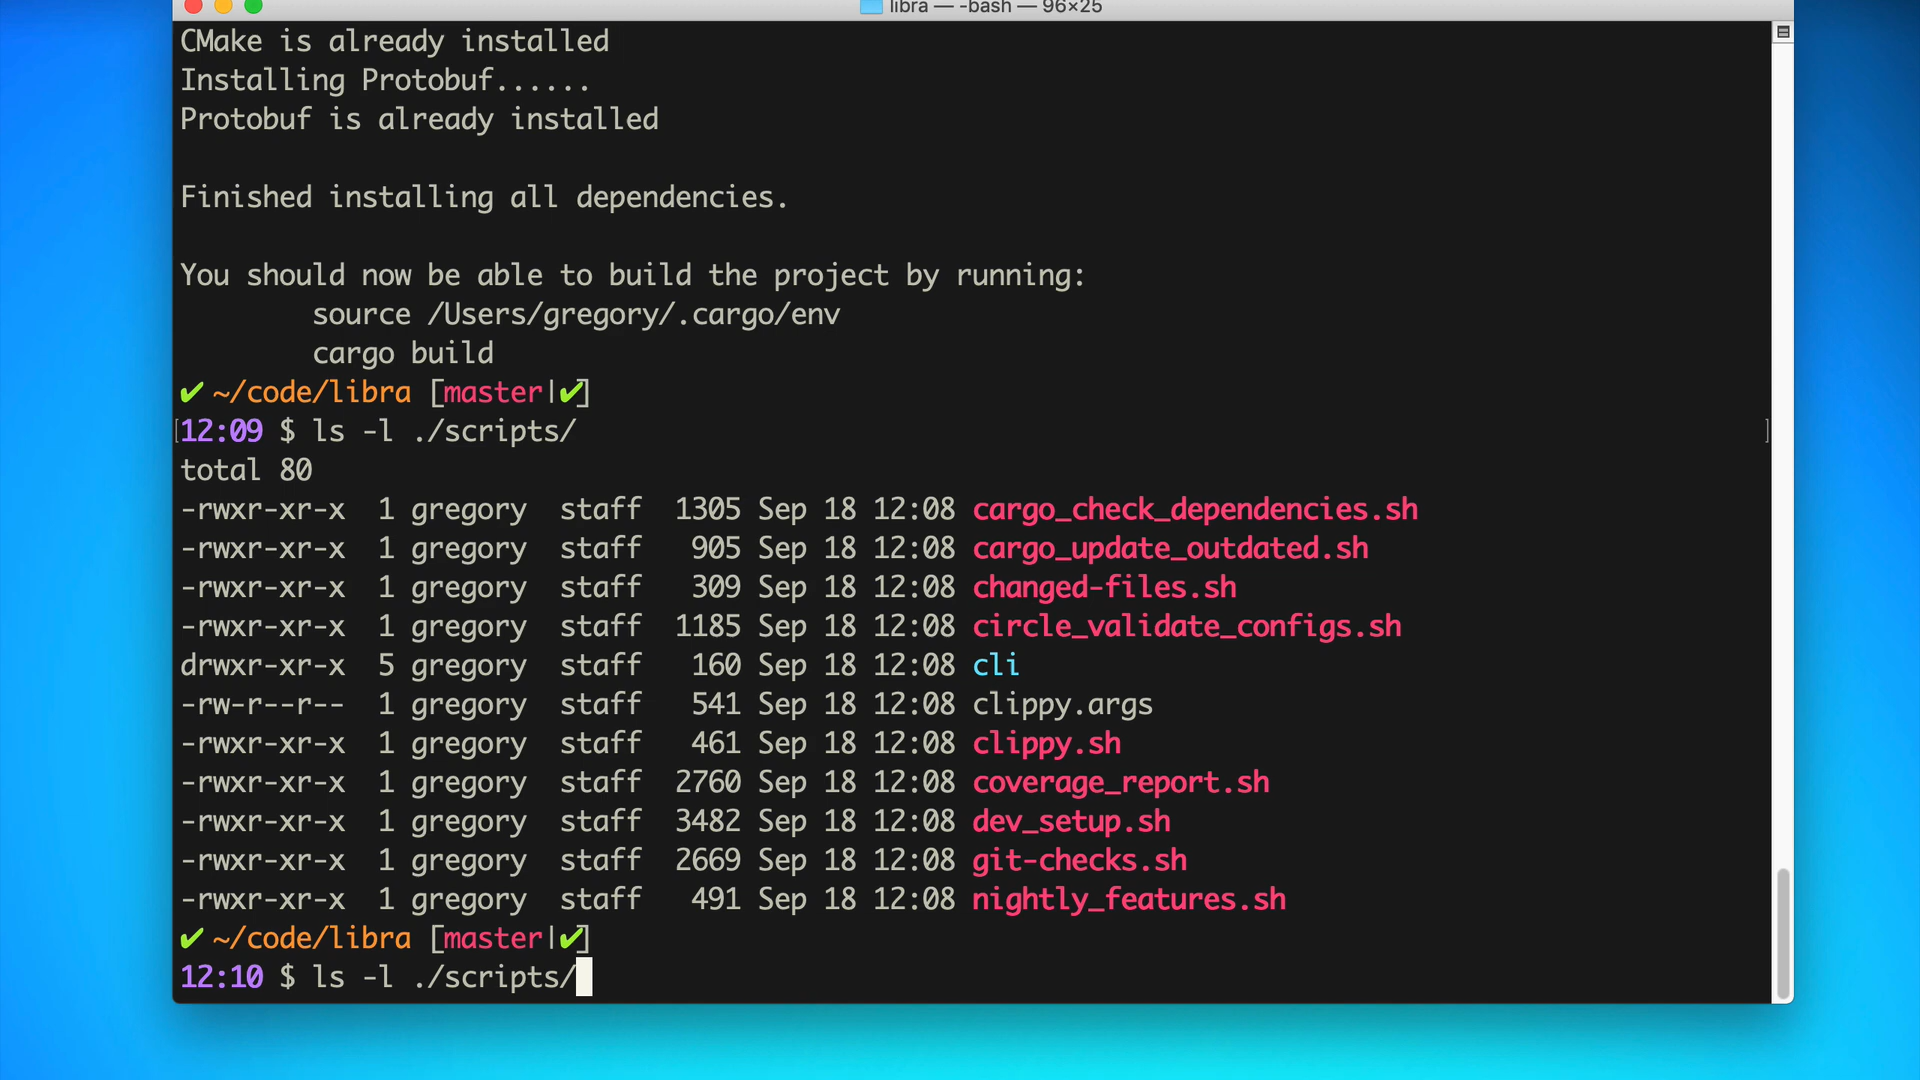 libra — -bash — 96×25
CMake is already installed
Installing Protobuf......
Protobuf is already installed
Finished installing all dependencies.
You should now be able to build the project by running:
source /Users/gregory/.cargo/env
cargo build
✔ ~/code/libra [master|✔]
[12:09 $ ls -l ./scripts/ ]
total 80
-rwxr-xr-x 1 gregory staff 1305 Sep 18 12:08 cargo_check_dependencies.sh
-rwxr-xr-x 1 gregory staff 905 Sep 18 12:08 cargo_update_outdated.sh
-rwxr-xr-x 1 gregory staff 309 Sep 18 12:08 changed-files.sh
-rwxr-xr-x 1 gregory staff 1185 Sep 18 12:08 circle_validate_configs.sh
drwxr-xr-x 5 gregory staff 160 Sep 18 12:08 cli
-rw-r--r-- 1 gregory staff 541 Sep 18 12:08 clippy.args
-rwxr-xr-x 1 gregory staff 461 Sep 18 12:08 clippy.sh
-rwxr-xr-x 1 gregory staff 2760 Sep 18 12:08 coverage_report.sh
-rwxr-xr-x 1 gregory staff 3482 Sep 18 12:08 dev_setup.sh
-rwxr-xr-x 1 gregory staff 2669 Sep 18 12:08 git-checks.sh
-rwxr-xr-x 1 gregory staff 491 Sep 18 12:08 nightly_features.sh
✔ ~/code/libra [master|✔]
12:10 $ ls -l ./scripts/